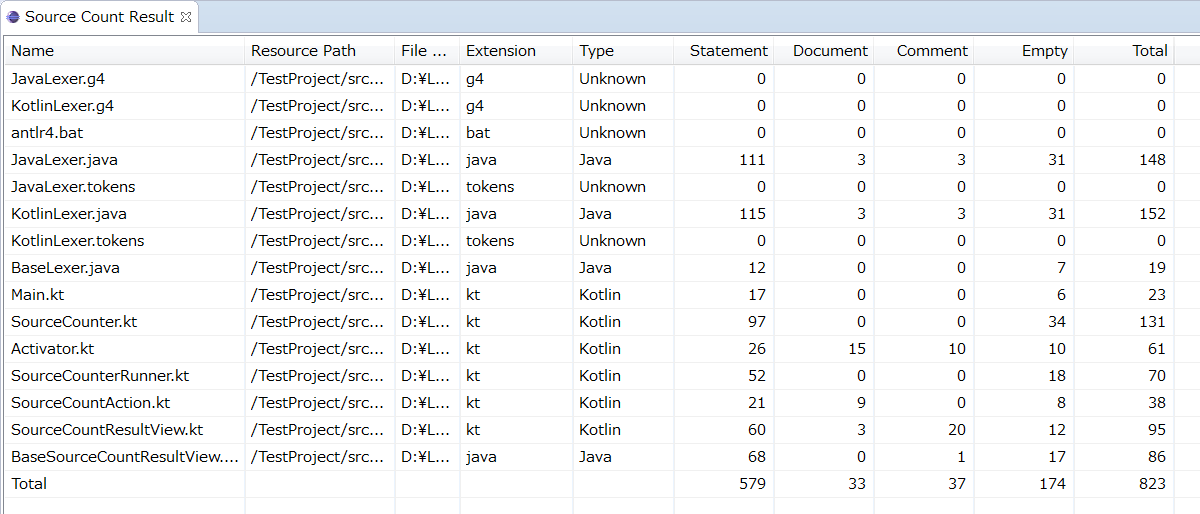 Source Count Result
Name Resource Path File ... Extension Type Statement Document Comment Empty Total
JavaLexer.g4 /TestProject/src... D:¥L... g4 Unknown 0 0 0 0 0
KotlinLexer.g4 /TestProject/src... D:¥L... g4 Unknown 0 0 0 0 0
antlr4.bat /TestProject/src... D:¥L... bat Unknown 0 0 0 0 0
JavaLexer.java /TestProject/src... D:¥L... java Java 111 3 3 31 148
JavaLexer.tokens /TestProject/src... D:¥L... tokens Unknown 0 0 0 0 0
KotlinLexer.java /TestProject/src... D:¥L... java Java 115 3 3 31 152
KotlinLexer.tokens /TestProject/src... D:¥L... tokens Unknown 0 0 0 0 0
BaseLexer.java /TestProject/src... D:¥L... java Java 12 0 0 7 19
Main.kt /TestProject/src... D:¥L... kt Kotlin 17 0 0 6 23
SourceCounter.kt /TestProject/src... D:¥L... kt Kotlin 97 0 0 34 131
Activator.kt /TestProject/src... D:¥L... kt Kotlin 26 15 10 10 61
SourceCounterRunner.kt /TestProject/src... D:¥L... kt Kotlin 52 0 0 18 70
SourceCountAction.kt /TestProject/src... D:¥L... kt Kotlin 21 9 0 8 38
SourceCountResultView.kt /TestProject/src... D:¥L... kt Kotlin 60 3 20 12 95
BaseSourceCountResultView.... /TestProject/src... D:¥L... java Java 68 0 1 17 86
Total 579 33 37 174 823